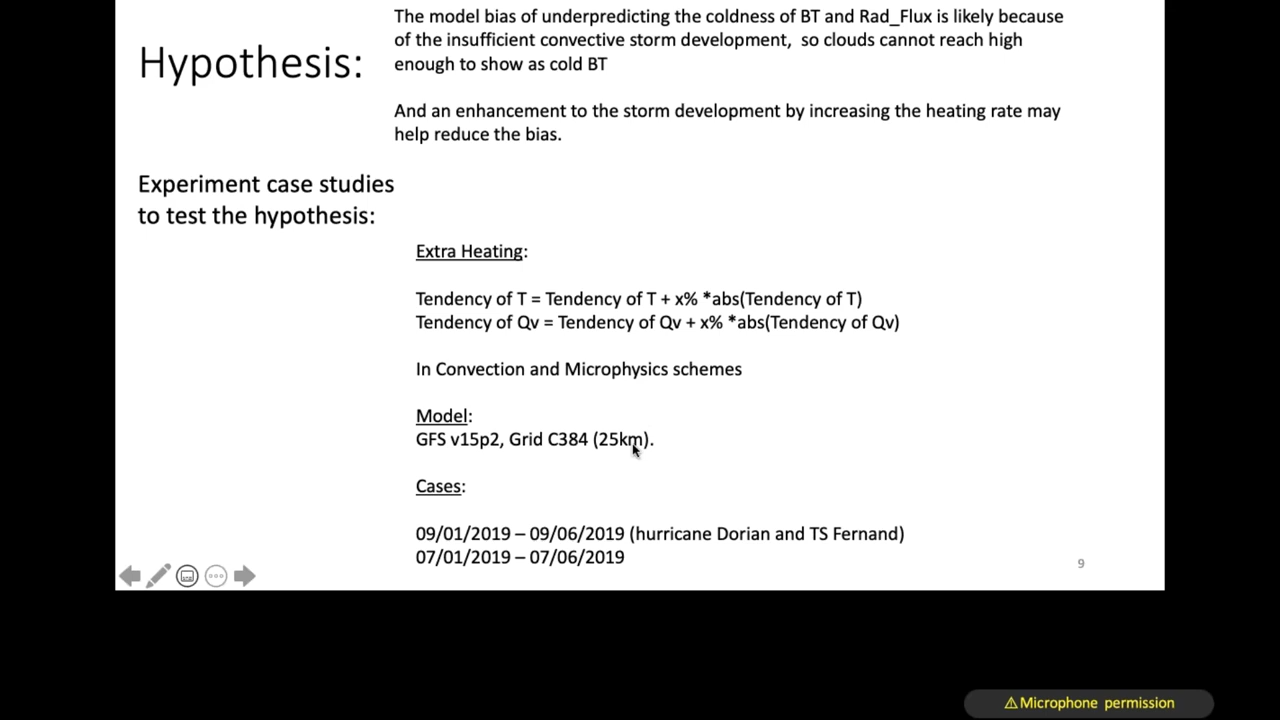 Hypothesis:
The model bias of underpredicting the coldness of BT and Rad_Flux is likely because
of the insufficient convective storm development, so clouds cannot reach high
enough to show as cold BT
And an enhancement to the storm development by increasing the heating rate may
help reduce the bias.
Experiment case studies
to test the hypothesis:
Extra Heating:
Tendency of T = Tendency of T + x% *abs(Tendency of T)
Tendency of Qv = Tendency of Qv + x% *abs(Tendency of Qv)
In Convection and Microphysics schemes
Model:
GFS v15p2, Grid C384 (25km).
Cases:
09/01/2019 – 09/06/2019 (hurricane Dorian and TS Fernand)
07/01/2019 – 07/06/2019
9
⚠Microphone permission